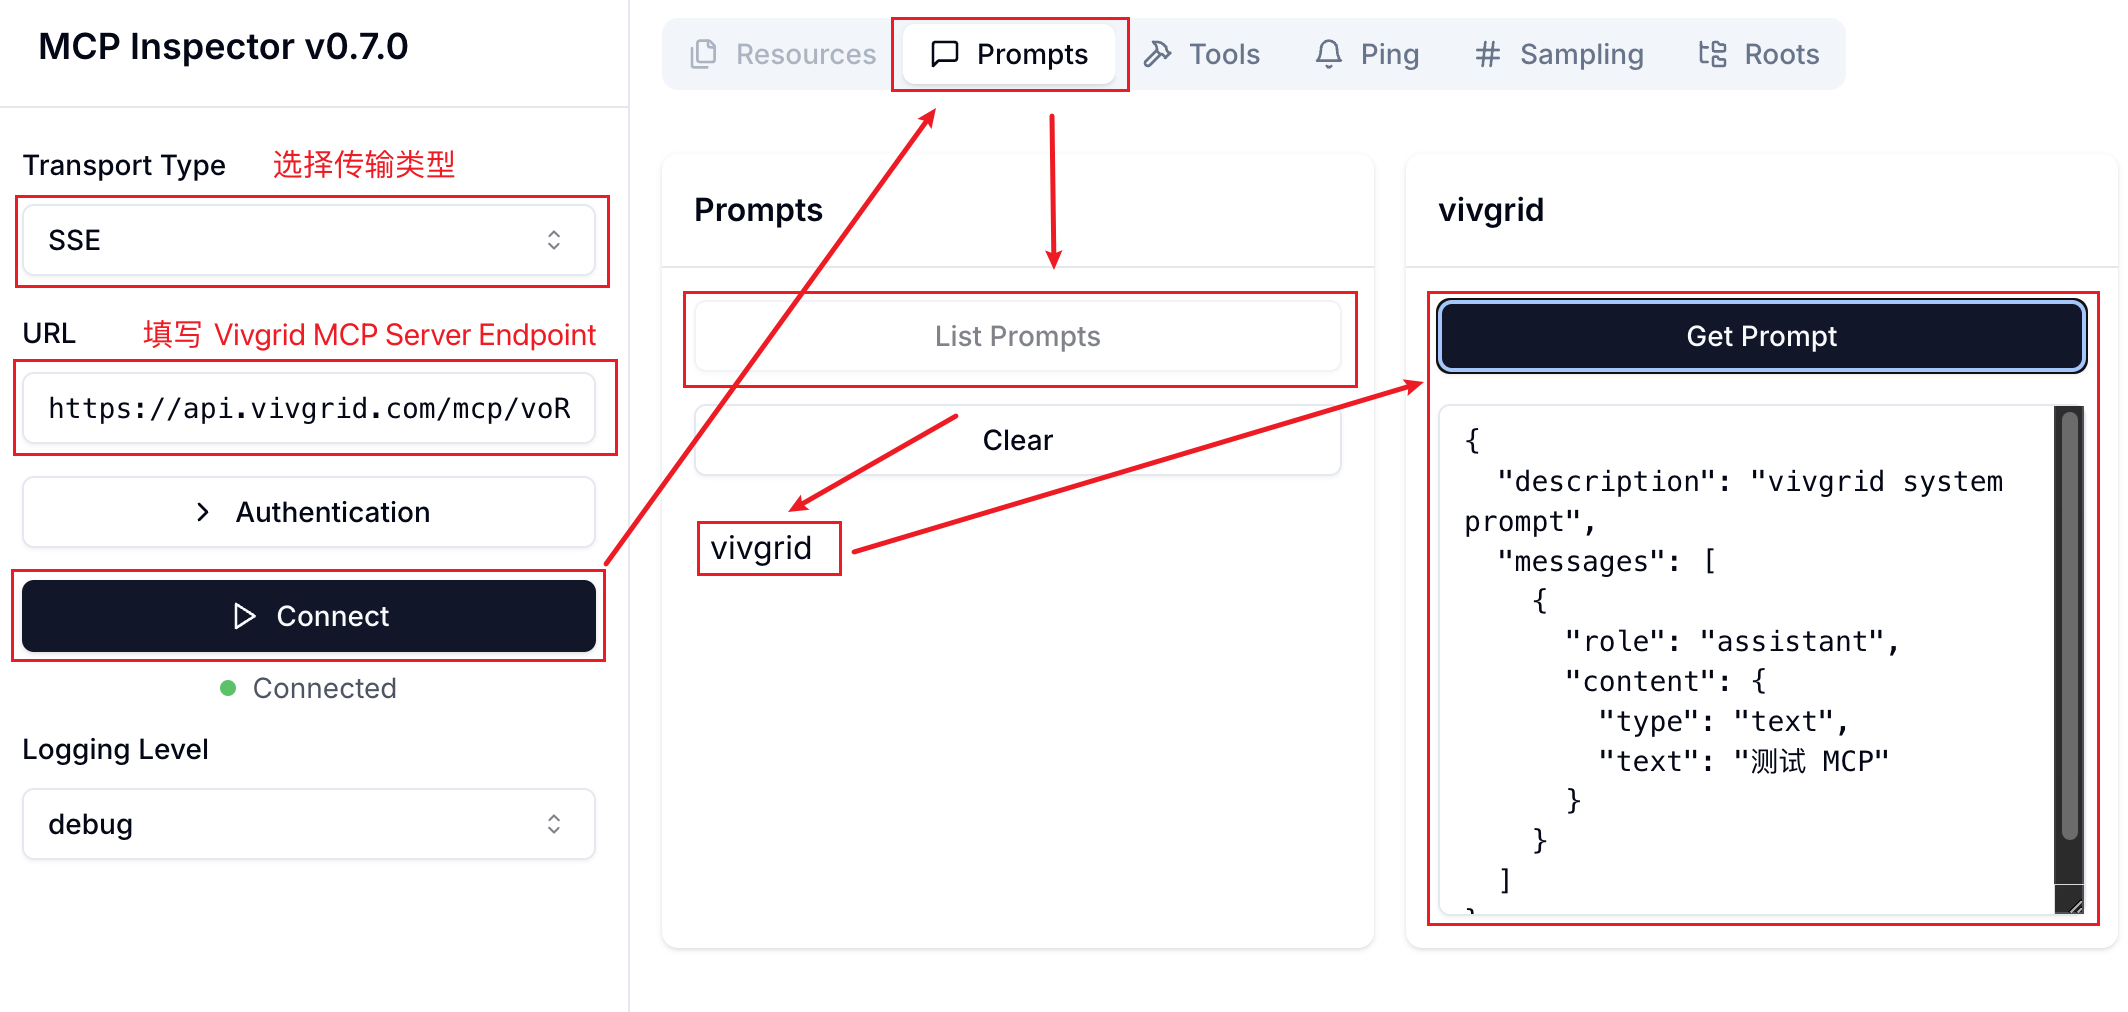 MCP Inspector v0.7.0
Transport Type 选择传输类型
SSE
URL 填写 Vivgrid MCP Server Endpoint
https://api.vivgrid.com/mcp/voR
Authentication
Connect
Connected
Logging Level
debug
Resources Prompts Tools Ping Sampling Roots
Prompts
List Prompts
Clear
vivgrid
vivgrid
Get Prompt
{
"description": "vivgrid system
prompt",
"messages": [
{
"role": "assistant",
"content": {
"type": "text",
"text": "测试 MCP"
}
}
]
}